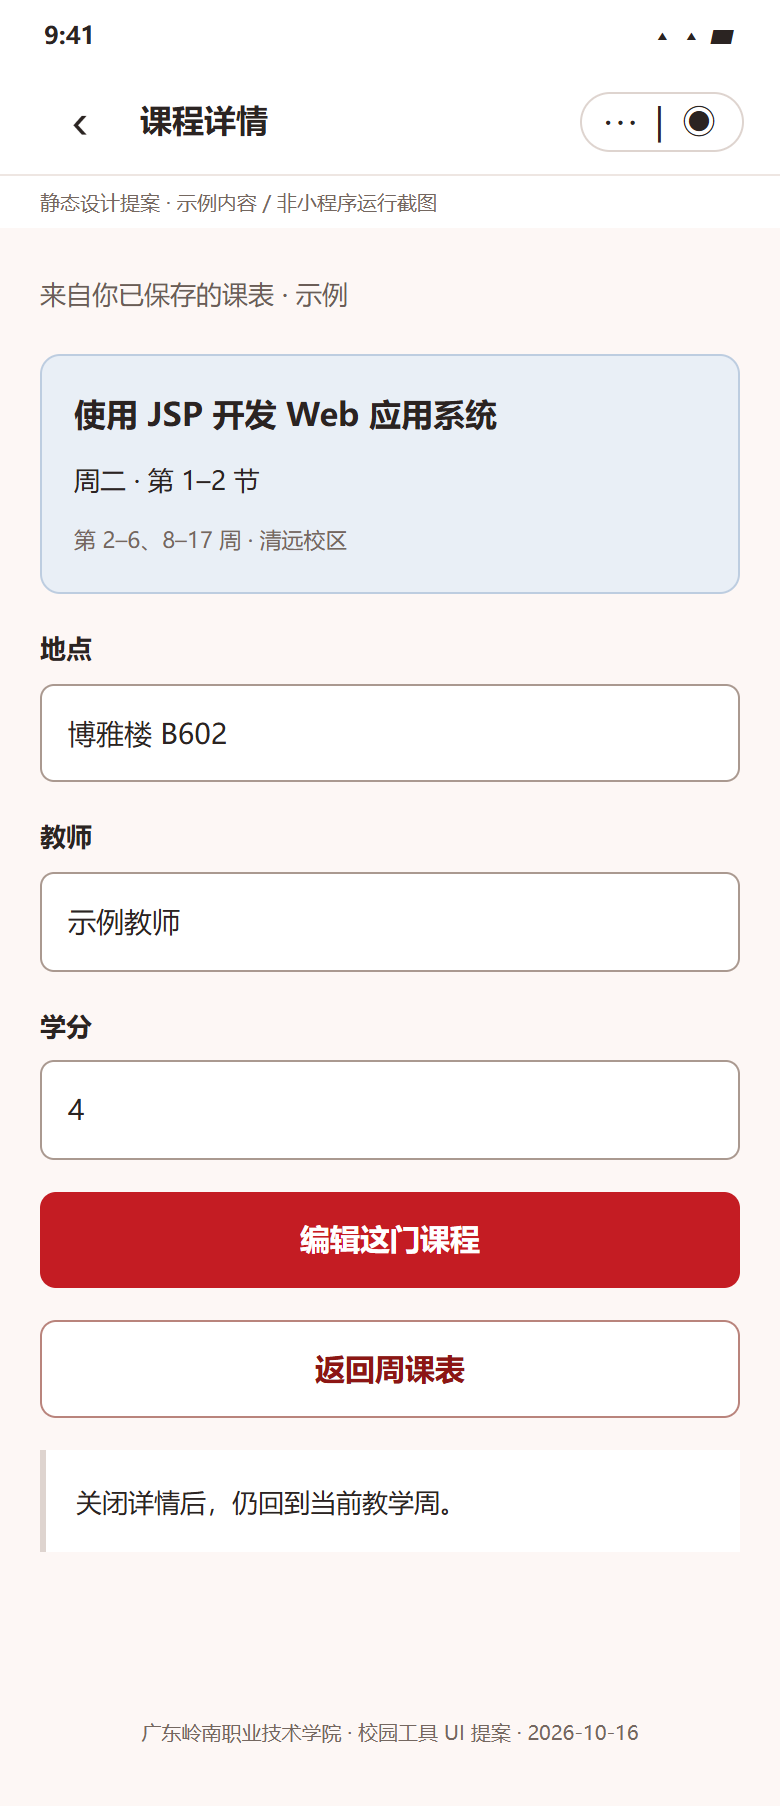 9:41
课程详情
静态设计提案 · 示例内容 / 非小程序运行截图
来自你已保存的课表 · 示例
使用 JSP 开发 Web 应用系统
周二 · 第 1–2 节
第 2–6、8–17 周 · 清远校区
地点
博雅楼 B602
教师
示例教师
学分
4
编辑这门课程
返回周课表
关闭详情后，仍回到当前教学周。
广东岭南职业技术学院 · 校园工具 UI 提案 · 2026-10-16